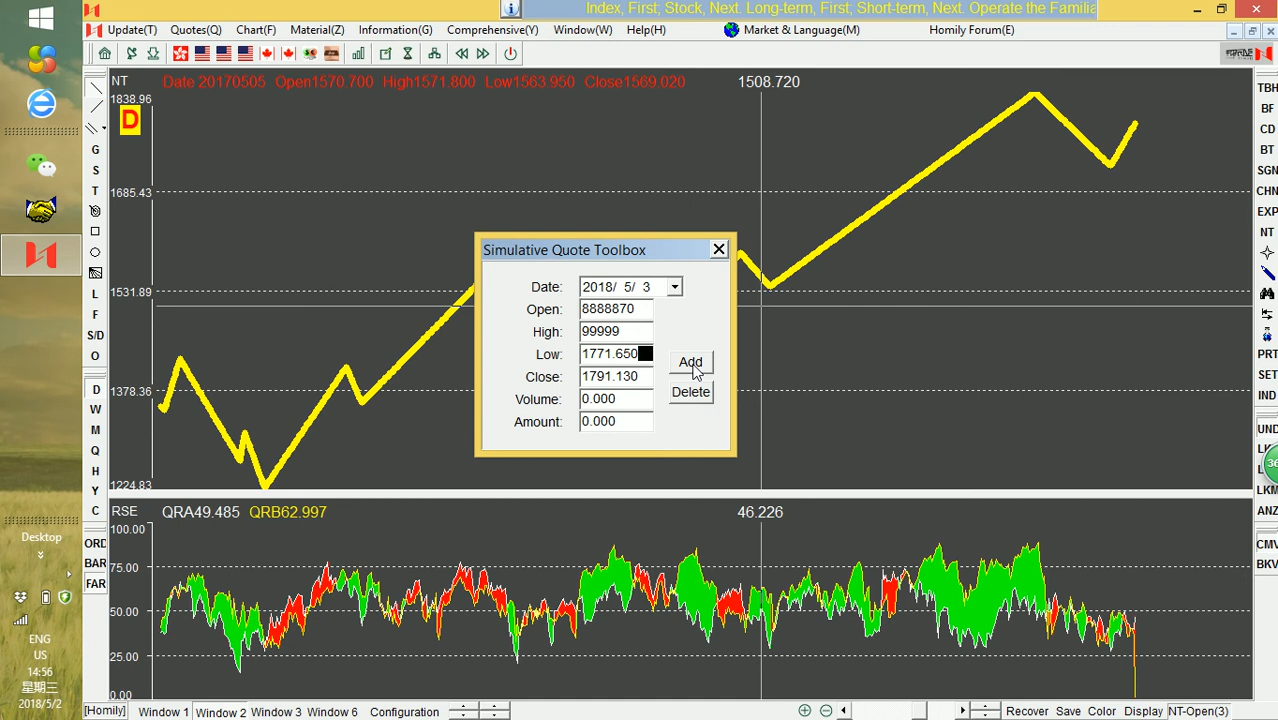 Index, First; Stock, Next. Long-term, First; Short-term, Next. Operate the Familia
Update(T) Quotes(Q) Chart(F) Material(Z) Information(G) Comprehensive(V) Window(W) Help(H) Market & Language(M) Homily Forum(E)
NT Date 20170505 Open1570.700 High1571.800 Low1563.950 Close1569.020 1508.720
1838.96
D
1685.43
1531.89
1378.36
1224.83
Simulative Quote Toolbox
Date: 2018/ 5/ 3
Open: 8888870
High: 99999
Low: 1771.650
Close: 1791.130
Volume: 0.000
Amount: 0.000
Add
Delete
RSE QRA49.485 QRB62.997 46.226
100.00
75.00
50.00
25.00
0.00
G
S
T
L
F
S/D
O
D
W
M
Q
H
Y
C
ORD
BAR
FAR
TBH
BF
CD
BT
SGN
CHN
EXP
NT
PRT
SET
IND
UND
LK
L
LKM
ANZ
CMV
BKV
36
Desktop
ENG
US
14:56
星期三
2018/5/2
[Homily] Window 1 Window 2 Window 3 Window 6 Configuration Recover Save Color Display NT-Open(3)